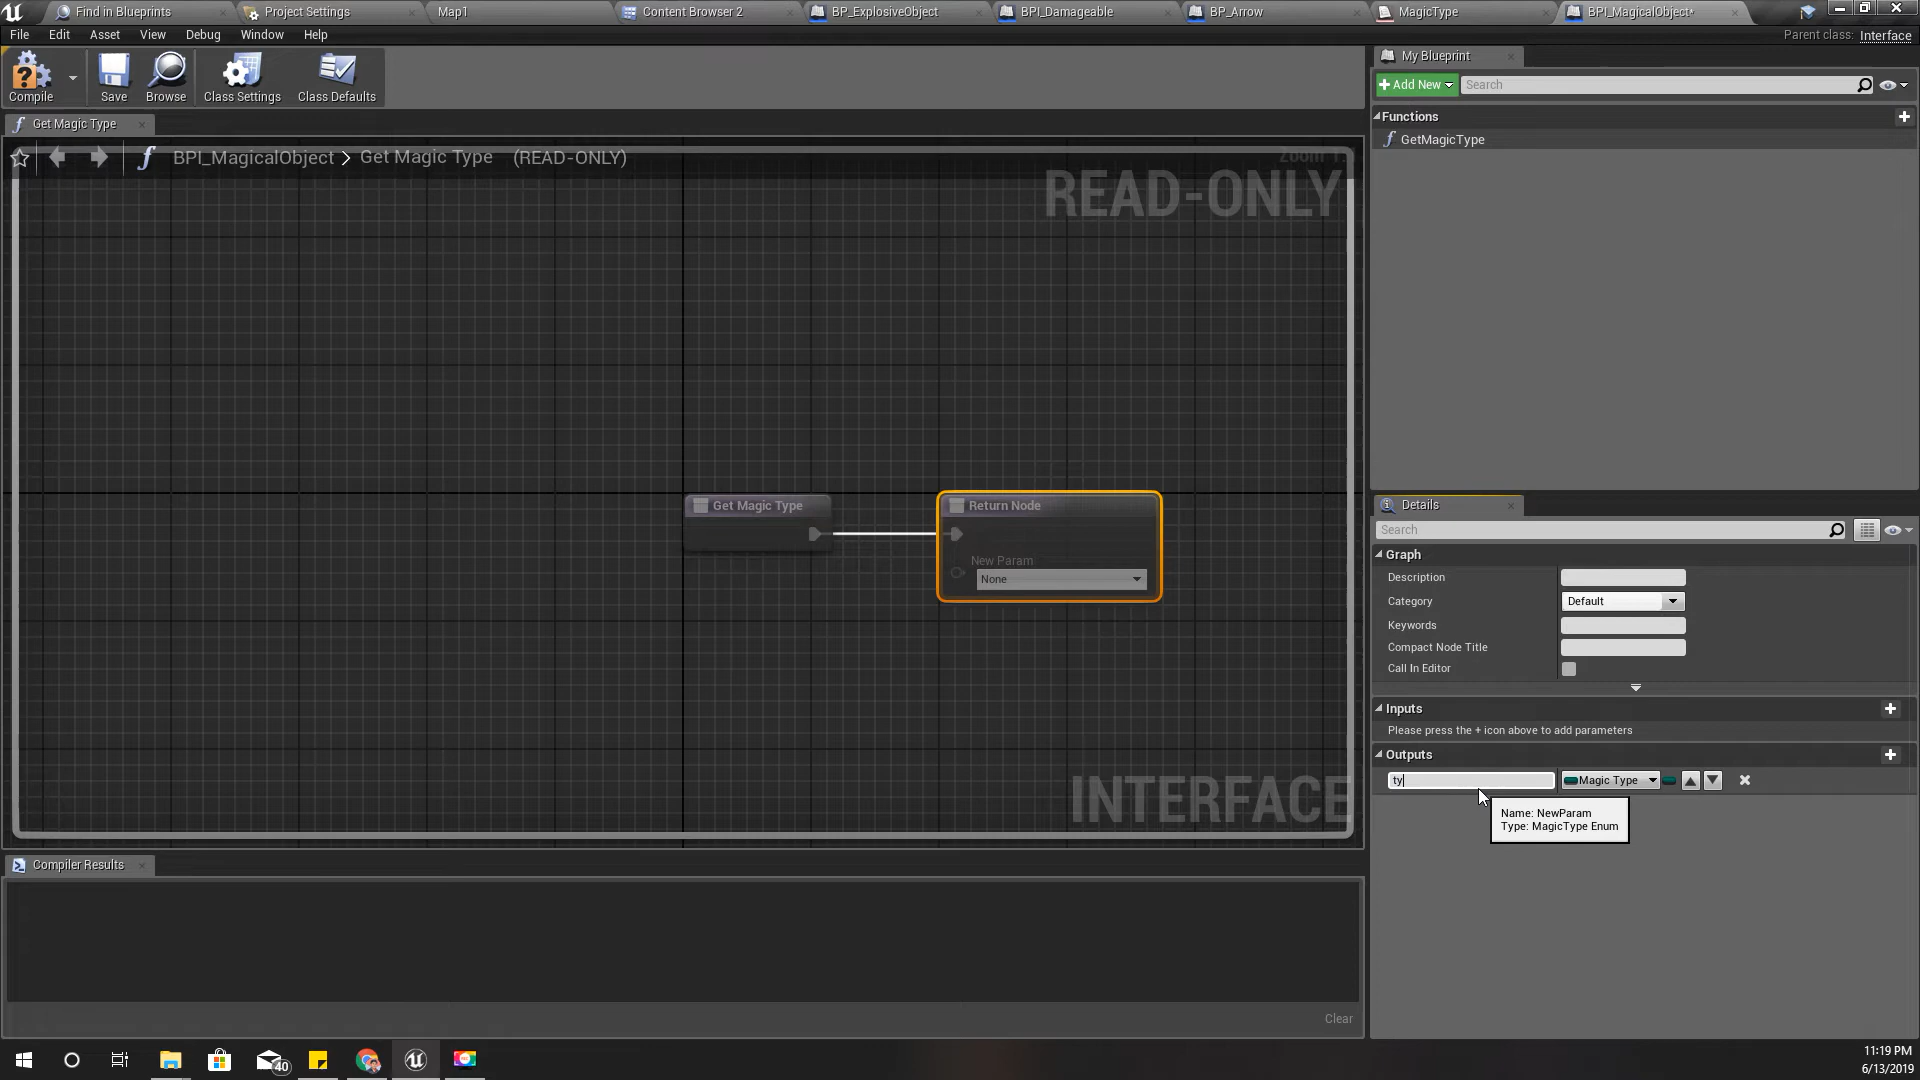 Find in Blueprints
Project Settings
Map1
Content Browser 2
BP_ExplosiveObject
BPI_Damageable
BP_Arrow
MagicType
BPI_MagicalObject*
File Edit Asset View Debug Window Help
Parent class: Interface
Compile
Save
Browse
Class Settings
Class Defaults
My Blueprint
Add New
Search
Functions
GetMagicType
Get Magic Type
BPI_MagicalObject > Get Magic Type (READ-ONLY)
READ-ONLY
Get Magic Type
Return Node
New Param
None
INTERFACE
Details
Search
Graph
Description
Category
Default
Keywords
Compact Node Title
Call In Editor
Inputs
Please press the + icon above to add parameters
Outputs
ty
Magic Type
Name: NewParam
Type: MagicType Enum
Compiler Results
Clear
40
11:19 PM
6/13/2019